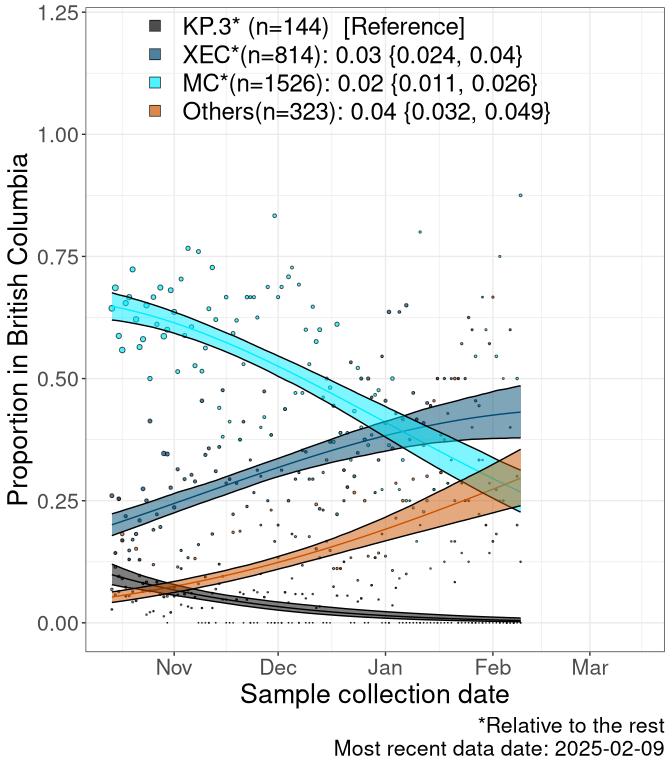 KP.3* (n=144)  [Reference]
XEC*(n=814): 0.03 {0.024, 0.04}
MC*(n=1526): 0.02 {0.011, 0.026}
Others(n=323): 0.04 {0.032, 0.049}
1.25
1.00
0.75
0.50
0.25
0.00
Proportion in British Columbia
Nov Dec Jan Feb Mar
Sample collection date
*Relative to the rest
Most recent data date: 2025-02-09